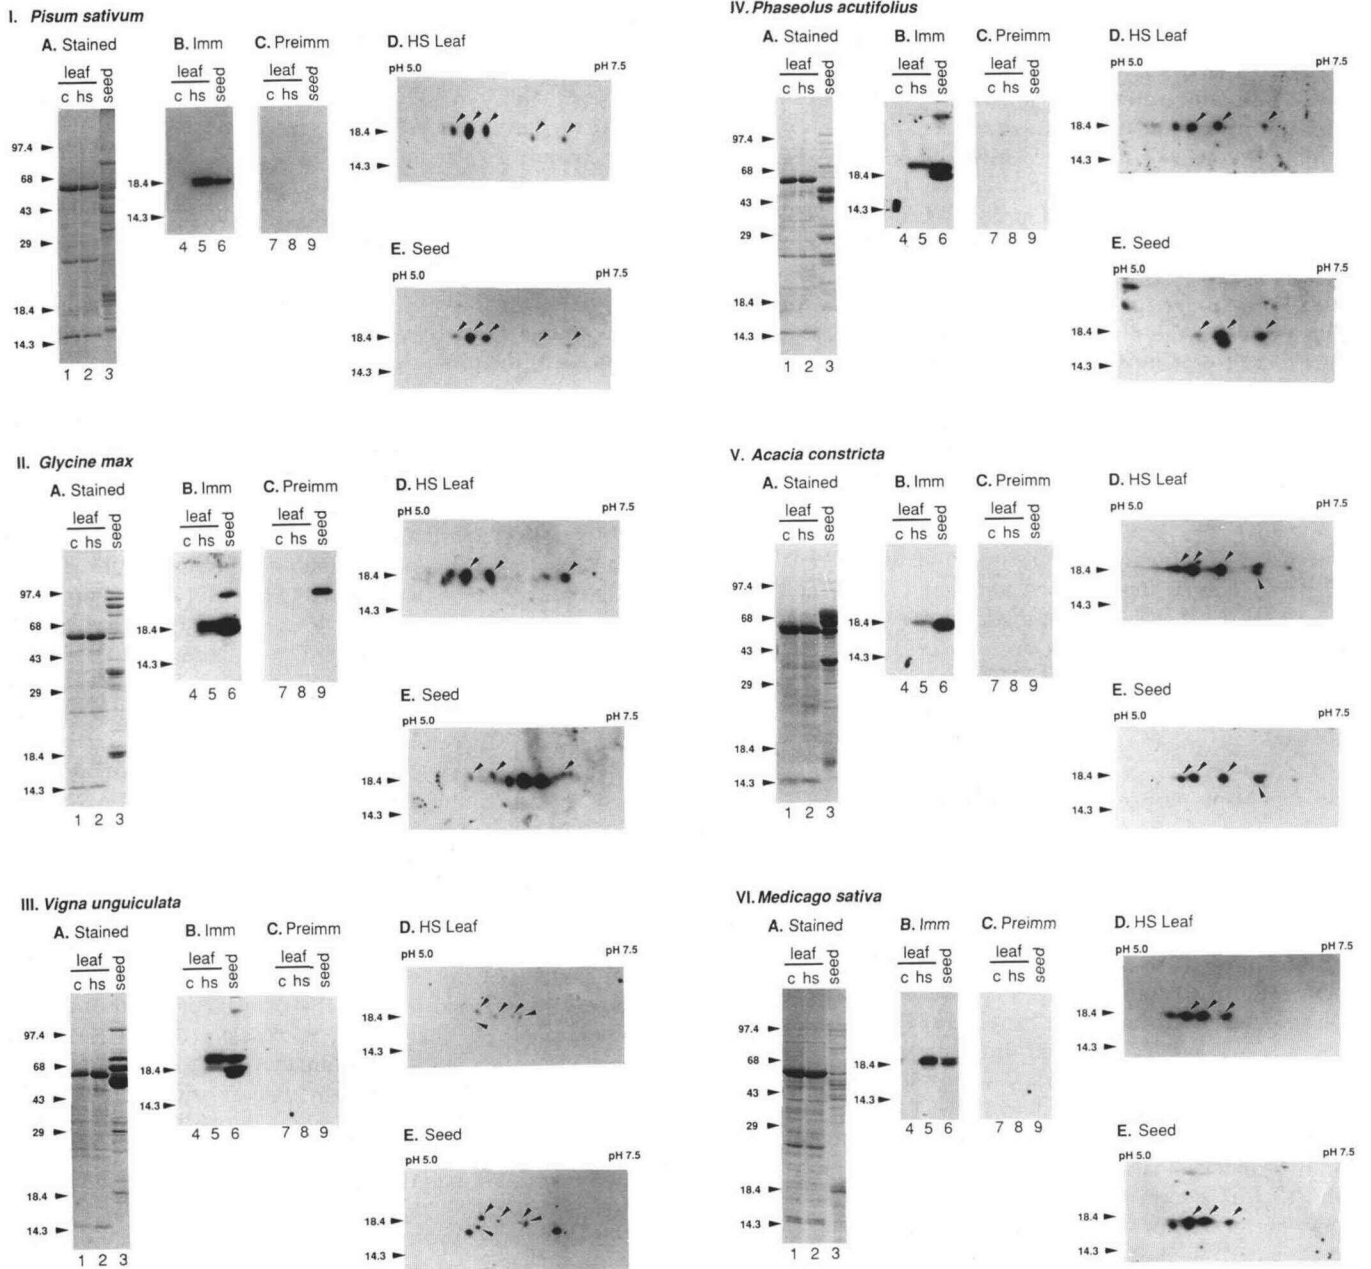 I. Pisum sativum
A. Stained
B. Imm
C. Preimm
D. HS Leaf
leaf
c hs
seed
leaf
c hs
seed
leaf
c hs
seed
pH 5.0
pH 7.5
97.4
68
43
29
18.4
14.3
18.4
14.3
18.4
14.3
1 2 3
4 5 6
7 8 9
E. Seed
pH 5.0
pH 7.5
18.4
14.3
II. Glycine max
A. Stained
B. Imm
C. Preimm
D. HS Leaf
leaf
c hs
seed
leaf
c hs
seed
leaf
c hs
seed
pH 5.0
pH 7.5
97.4
68
43
29
18.4
14.3
18.4
14.3
18.4
14.3
1 2 3
4 5 6
7 8 9
E. Seed
pH 5.0
pH 7.5
18.4
14.3
III. Vigna unguiculata
A. Stained
B. Imm
C. Preimm
D. HS Leaf
leaf
c hs
seed
leaf
c hs
seed
leaf
c hs
seed
pH 5.0
pH 7.5
97.4
68
43
29
18.4
14.3
18.4
14.3
18.4
14.3
1 2 3
4 5 6
7 8 9
E. Seed
pH 5.0
pH 7.5
18.4
14.3
IV. Phaseolus acutifolius
A. Stained
B. Imm
C. Preimm
D. HS Leaf
leaf
c hs
seed
leaf
c hs
seed
leaf
c hs
seed
pH 5.0
pH 7.5
97.4
68
43
29
18.4
14.3
18.4
14.3
18.4
14.3
1 2 3
4 5 6
7 8 9
E. Seed
pH 5.0
pH 7.5
18.4
14.3
V. Acacia constricta
A. Stained
B. Imm
C. Preimm
D. HS Leaf
leaf
c hs
seed
leaf
c hs
seed
leaf
c hs
seed
pH 5.0
pH 7.5
97.4
68
43
29
18.4
14.3
18.4
14.3
18.4
14.3
1 2 3
4 5 6
7 8 9
E. Seed
pH 5.0
pH 7.5
18.4
14.3
VI. Medicago sativa
A. Stained
B. Imm
C. Preimm
D. HS Leaf
leaf
c hs
seed
leaf
c hs
seed
leaf
c hs
seed
pH 5.0
pH 7.5
97.4
68
43
29
18.4
14.3
18.4
14.3
18.4
14.3
1 2 3
4 5 6
7 8 9
E. Seed
pH 5.0
pH 7.5
18.4
14.3